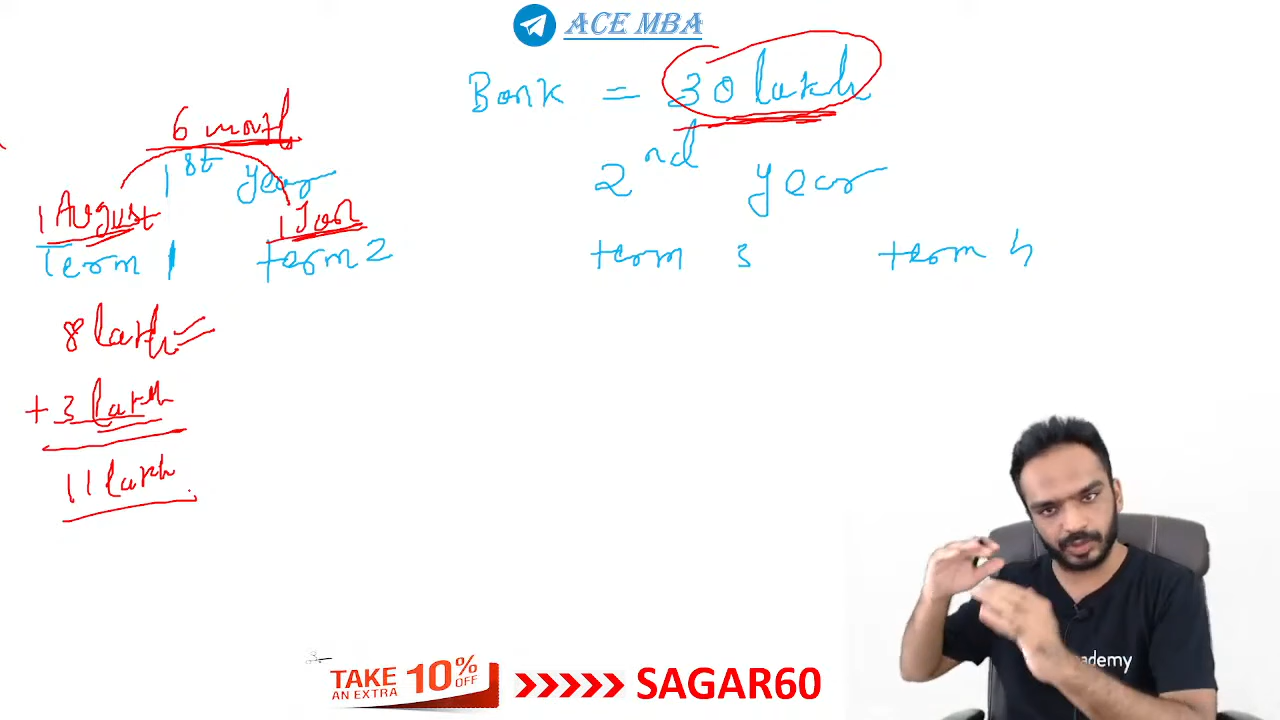 ACE MBA
Bank = 30 lakh
6 month
1st year
2nd year
1 August
1 Jan
Term 1
term 2
term 3
term 4
8 lakh =
+ 3 lakh
11 lakh
TAKE 10% OFF
AN EXTRA
>>>>>> SAGAR60
ademy